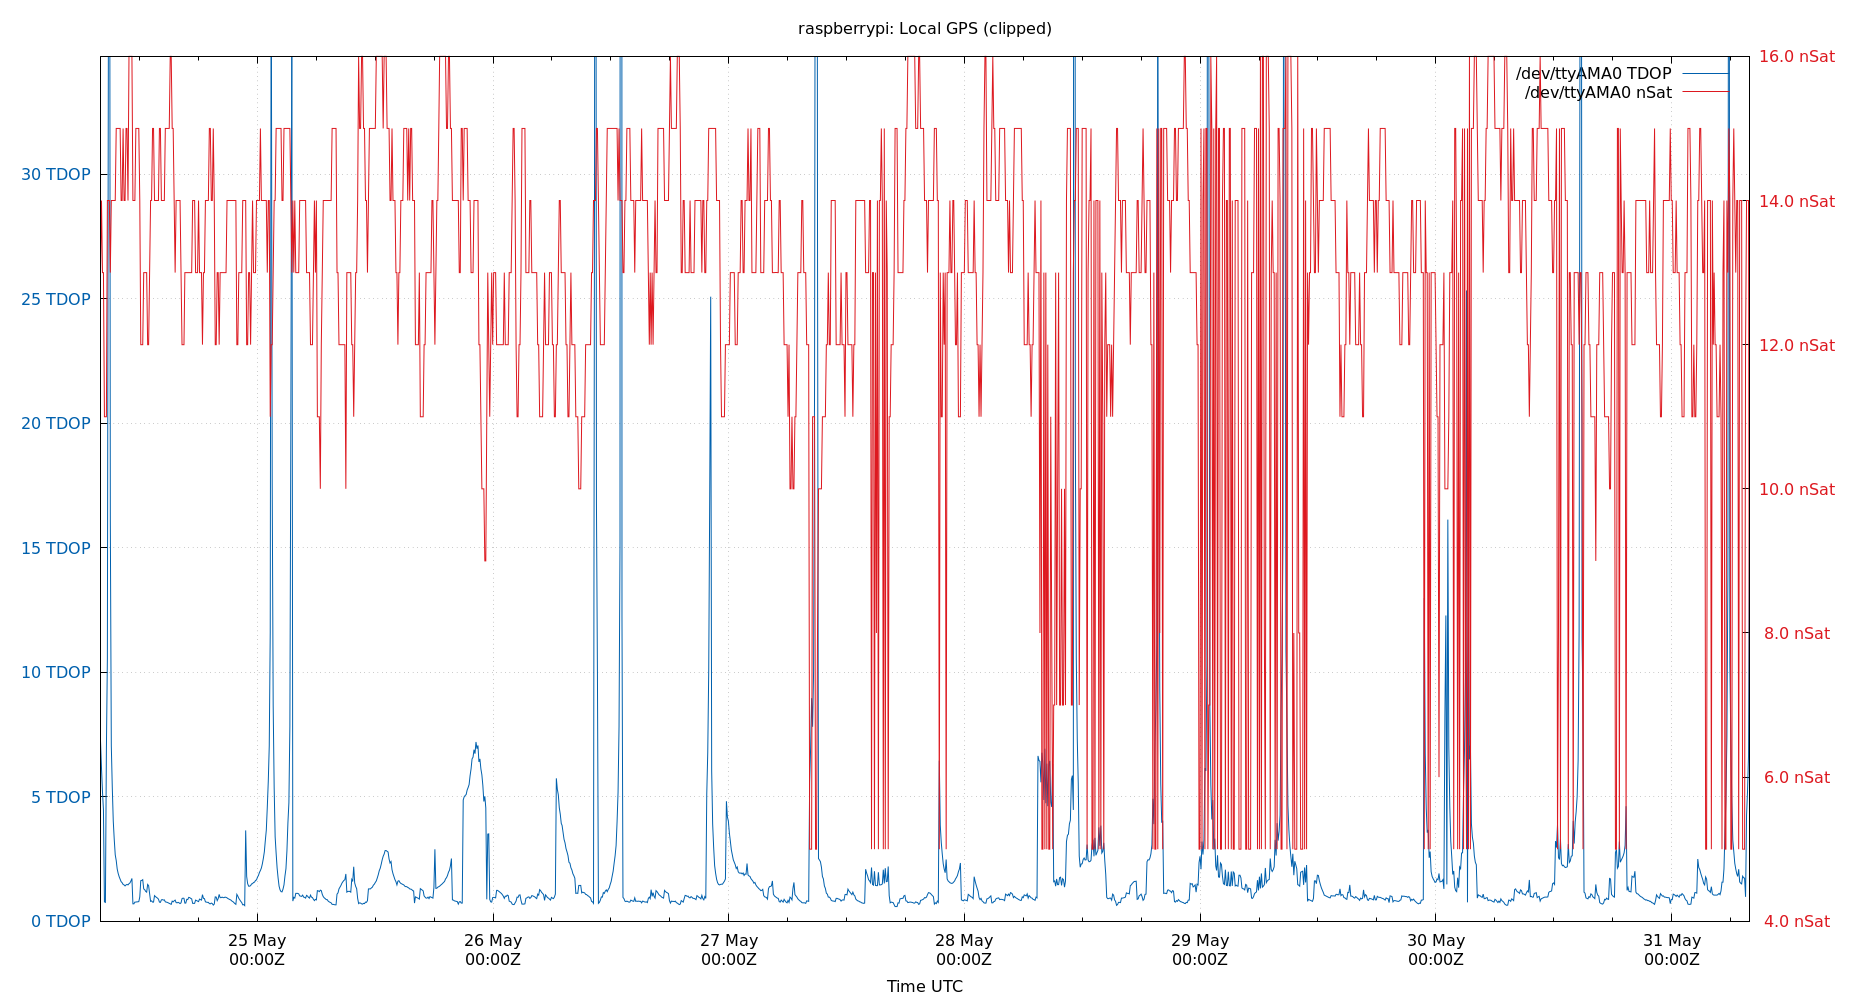 raspberrypi: Local GPS (clipped)
/dev/ttyAMA0 TDOP
/dev/ttyAMA0 nSat
30 TDOP
25 TDOP
20 TDOP
15 TDOP
10 TDOP
5 TDOP
0 TDOP
16.0 nSat
14.0 nSat
12.0 nSat
10.0 nSat
8.0 nSat
6.0 nSat
4.0 nSat
25 May
00:00Z
26 May
00:00Z
27 May
00:00Z
28 May
00:00Z
29 May
00:00Z
30 May
00:00Z
31 May
00:00Z
Time UTC